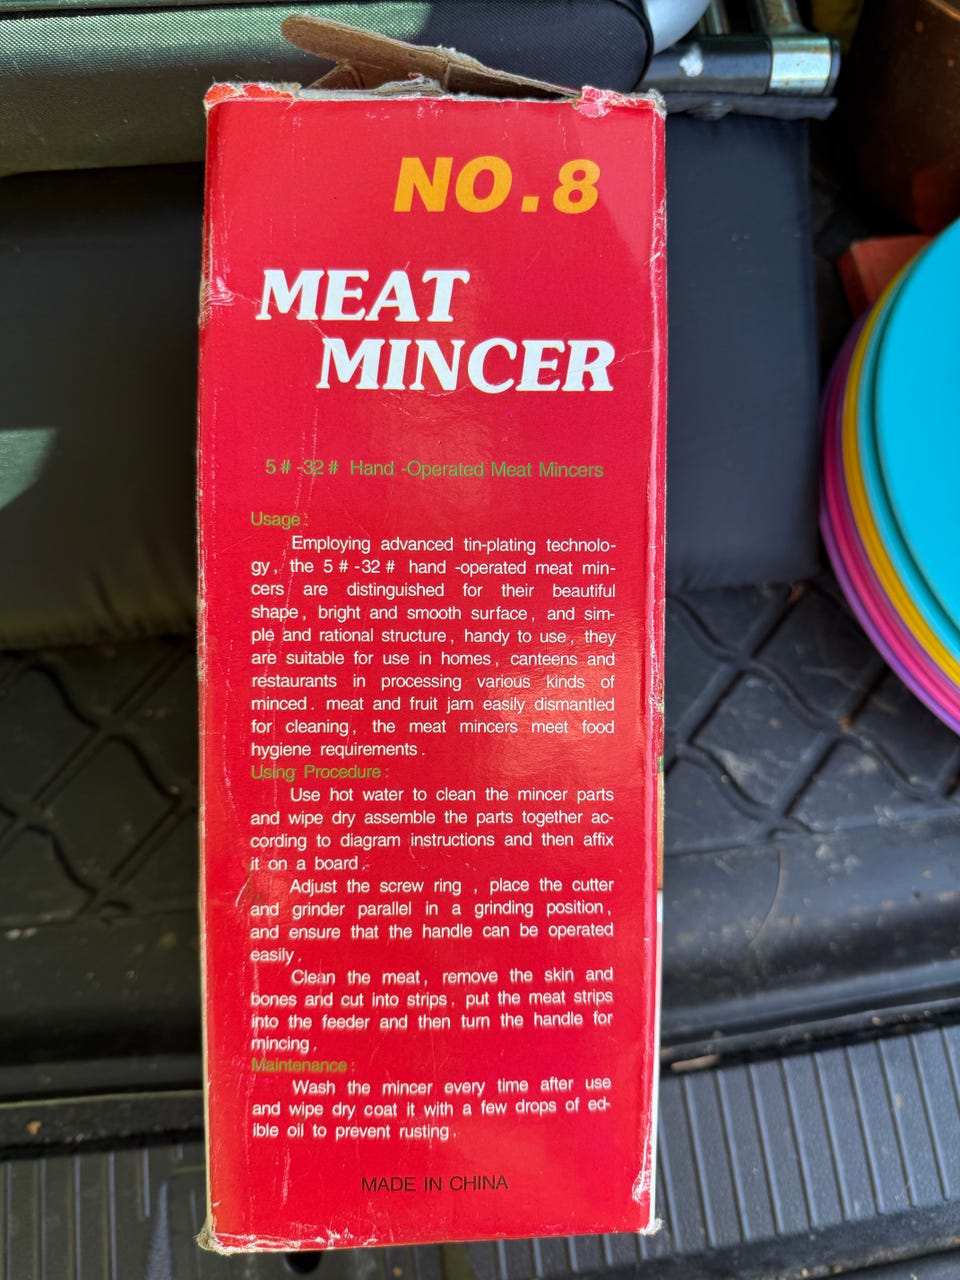 NO.8
MEAT
MINCER
5#-32# Hand-Operated Meat Mincers
Usage:
Employing advanced tin-plating technolo-
gy, the 5#-32# hand-operated meat min-
cers are distinguished for their beautiful
shape, bright and smooth surface, and sim-
ple and rational structure, handy to use, they
are suitable for use in homes, canteens and
restaurants in processing various kinds of
minced. meat and fruit jam easily dismantled
for cleaning, the meat mincers meet food
hygiene requirements.
Using Procedure:
Use hot water to clean the mincer parts
and wipe dry assemble the parts together ac-
cording to diagram instructions and then affix
it on a board.
Adjust the screw ring, place the cutter
and grinder parallel in a grinding position,
and ensure that the handle can be operated
easily.
Clean the meat, remove the skin and
bones and cut into strips, put the meat strips
into the feeder and then turn the handle for
mincing.
Maintenance:
Wash the mincer every time after use
and wipe dry coat it with a few drops of ed-
ible oil to prevent rusting.
MADE IN CHINA